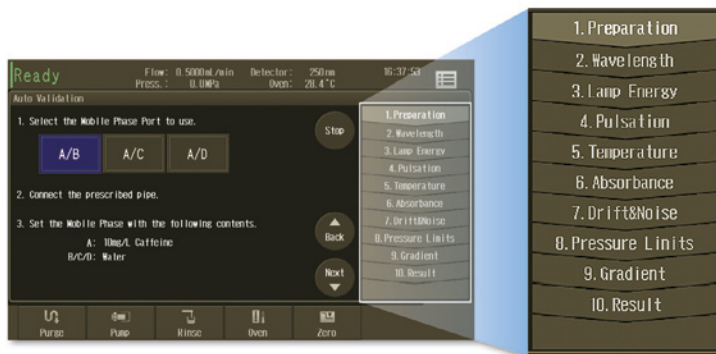 Ready
Flow: 0.5000mL/min Detector: 250nm 16:37:53
Press.: 0.0MPa Oven: 28.4°C
Auto Validation
1. Select the Mobile Phase Port to use.
A/B A/C A/D
2. Connect the prescribed pipe.
3. Set the Mobile Phase with the following contents.
A: 10mg/L Caffeine
B/C/D: Water
Stop
Back
Next
1.Preparation
2.Wavelength
3.Lamp Energy
4.Pulsation
5.Temperature
6.Absorbance
7.Drift&Noise
8.Pressure Limits
9.Gradient
10.Result
Purge Pump Rinse Oven Zero
1.Preparation
2.Wavelength
3.Lamp Energy
4.Pulsation
5.Temperature
6.Absorbance
7.Drift&Noise
8.Pressure Limits
9.Gradient
10.Result